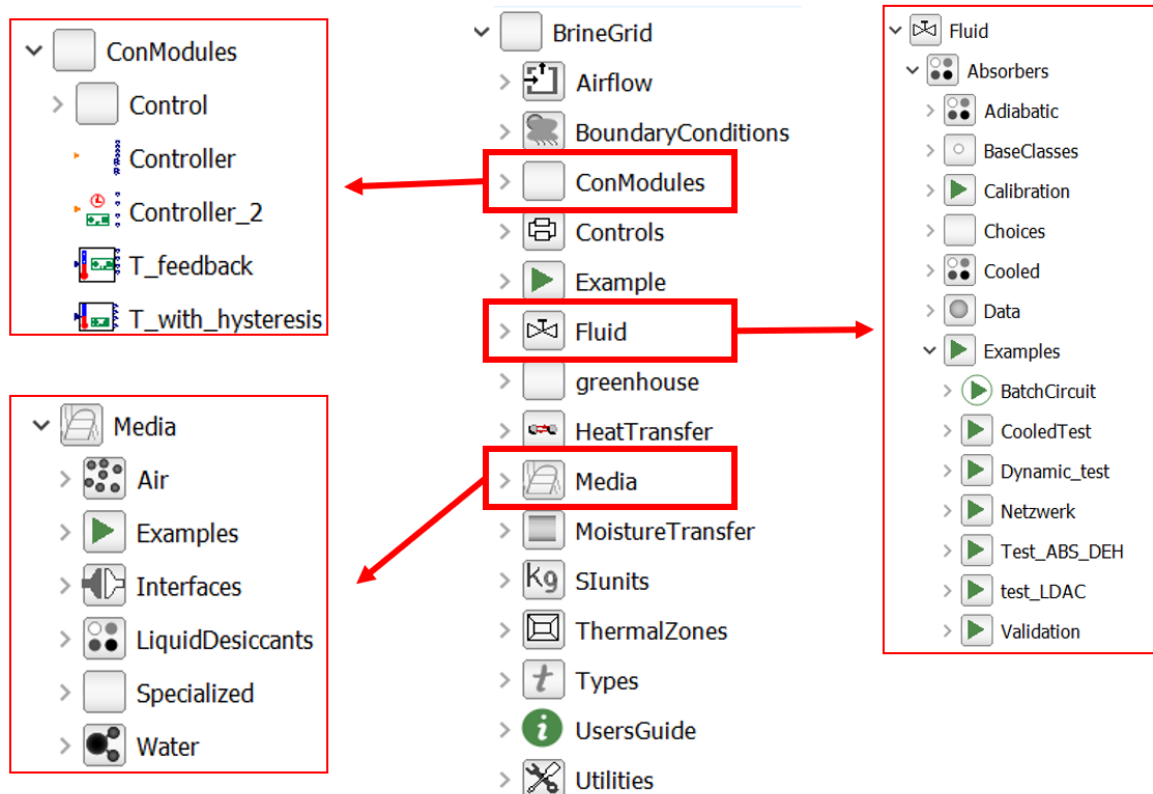 ConModules
Control
Controller
Controller_2
T_feedback
T_with_hysteresis
Media
Air
Examples
Interfaces
LiquidDesiccants
Specialized
Water
BrineGrid
Airflow
BoundaryConditions
ConModules
Controls
Example
Fluid
greenhouse
HeatTransfer
Media
MoistureTransfer
kg SIunits
ThermalZones
t Types
i UsersGuide
Utilities
Fluid
Absorbers
Adiabatic
BaseClasses
Calibration
Choices
Cooled
Data
Examples
BatchCircuit
CooledTest
Dynamic_test
Netzwerk
Test_ABS_DEH
test_LDAC
Validation